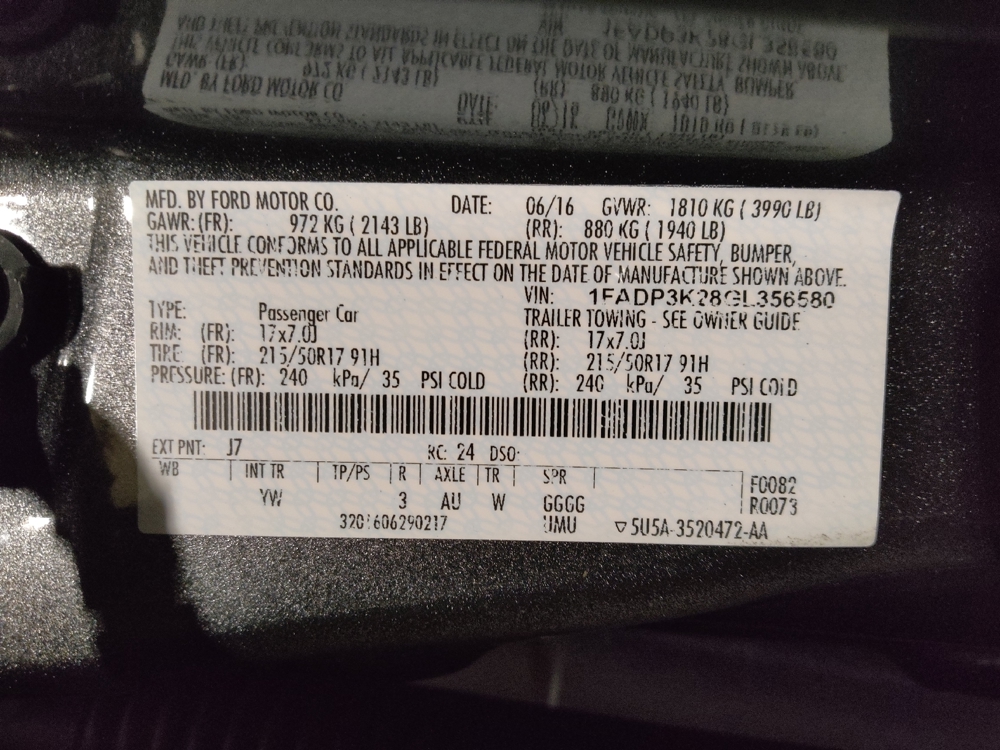 MFD. BY FORD MOTOR CO. DATE: 06/16 GVWR: 1810 KG ( 3990 LB)
GAWR: (FR): 972 KG ( 2143 LB) (RR): 880 KG ( 1940 LB)
THIS VEHICLE CONFORMS TO ALL APPLICABLE FEDERAL MOTOR VEHICLE SAFETY, BUMPER,
AND THEFT PREVENTION STANDARDS IN EFFECT ON THE DATE OF MANUFACTURE SHOWN ABOVE.
VIN: 1FADP3K28GL356580
TYPE: Passenger Car TRAILER TOWING - SEE OWNER GUIDE
RIM: (FR): 17x7.0J (RR): 17x7.0J
TIRE: (FR): 215/50R17 91H (RR): 215/50R17 91H
PRESSURE: (FR): 240 kPa/ 35 PSI COLD (RR): 240 kPa/ 35 PSI COLD
EXT PNT: J7 RC: 24 DSO:
WB | INT TR | TP/PS | R | AXLE | TR | SPR | F0082
YW 3 AU W GGGG R0073
3201606290217 UMU ▽5U5A-3520472-AA